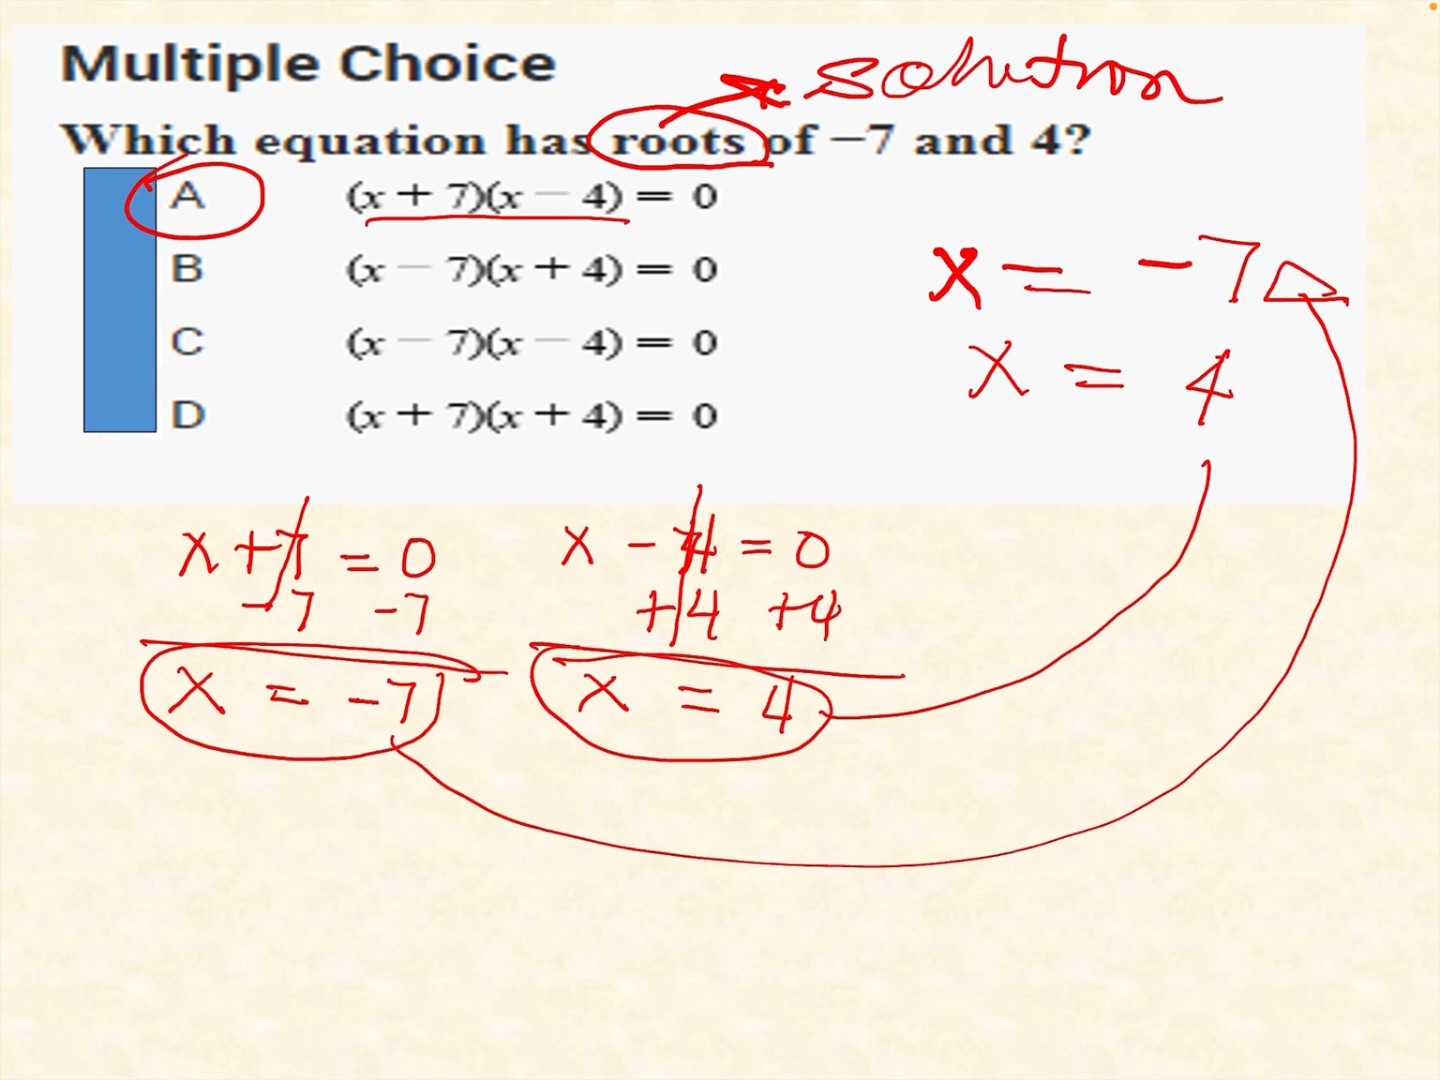 Multiple Choice
solution
Which equation has roots of −7 and 4?
A (x + 7)(x − 4) = 0
B (x − 7)(x + 4) = 0
C (x − 7)(x − 4) = 0
D (x + 7)(x + 4) = 0
x = -7
x = 4
x + 7 = 0
-7 -7
x = -7
x - 4 = 0
+4 +4
x = 4